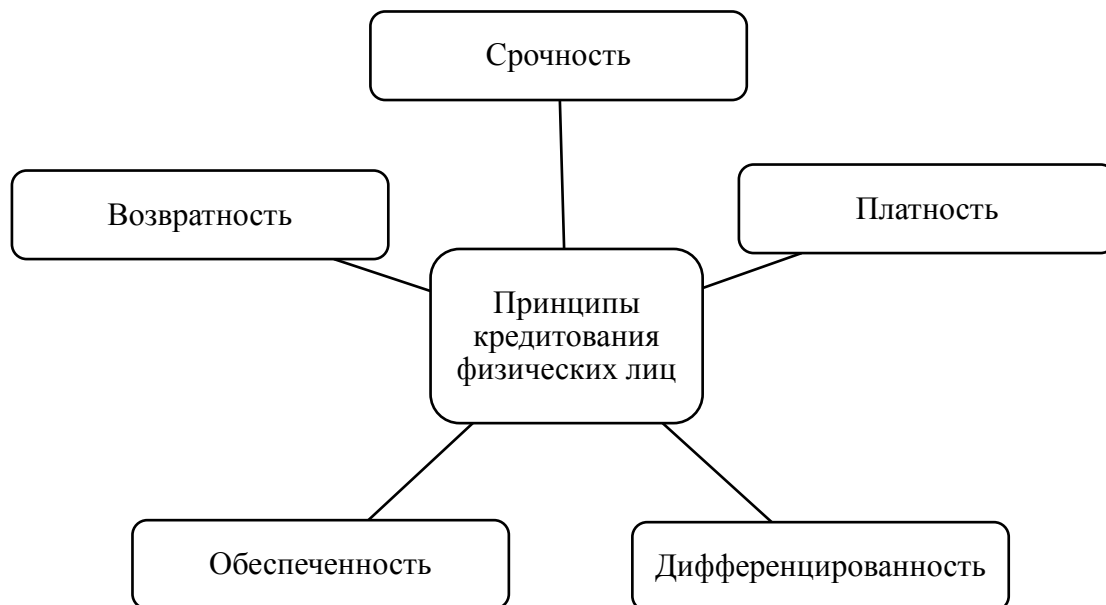 Срочность
Возвратность
Платность
Принципы
кредитования
физических лиц
Обеспеченность
Дифференцированность